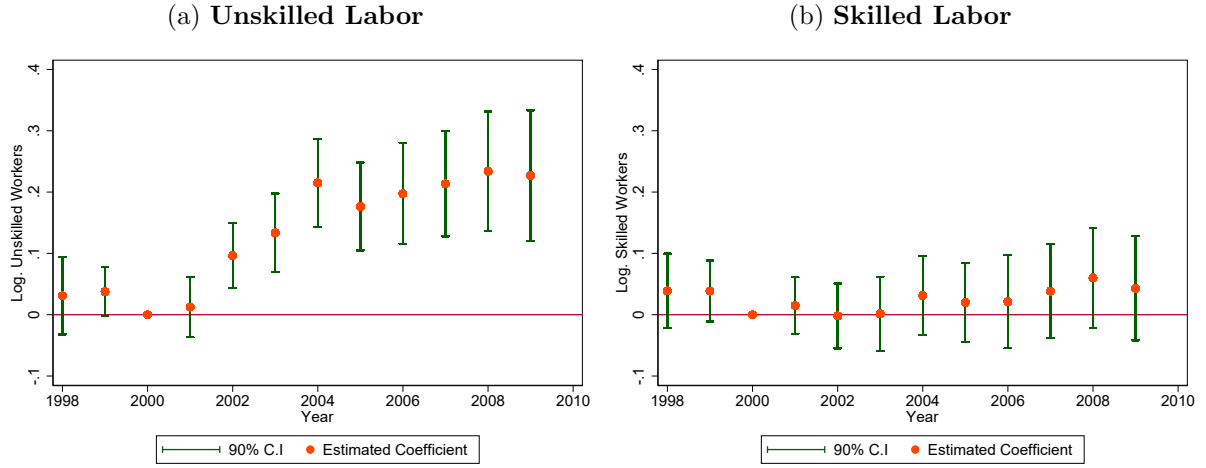 (a) Unskilled Labor
Log. Unskilled Workers
.4
.3
.2
.1
0
-.1
1998 2000 2002 2004 2006 2008 2010
Year
90% C.I Estimated Coefficient
(b) Skilled Labor
Log. Skilled Workers
.4
.3
.2
.1
0
-.1
1998 2000 2002 2004 2006 2008 2010
Year
90% C.I Estimated Coefficient